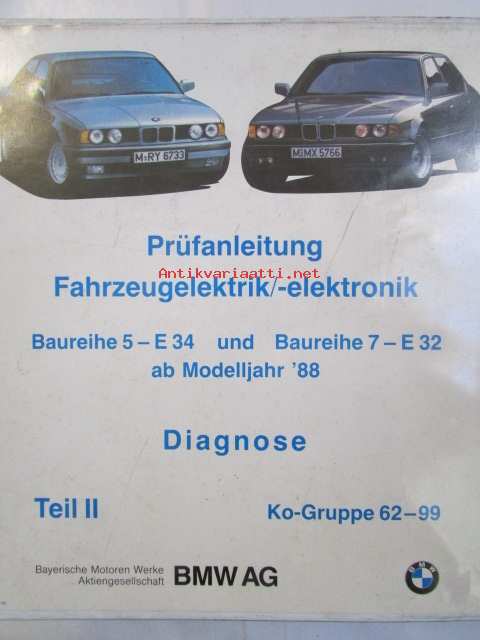 M-RY 6733
M-MX 5766
Prüfanleitung
Antikvariaatti.net
Fahrzeugelektrik/-elektronik
Baureihe 5 – E 34 und Baureihe 7 – E 32
ab Modelljahr '88
Diagnose
Teil II
Ko-Gruppe 62–99
Bayerische Motoren Werke
Aktiengesellschaft
BMW AG
BMW